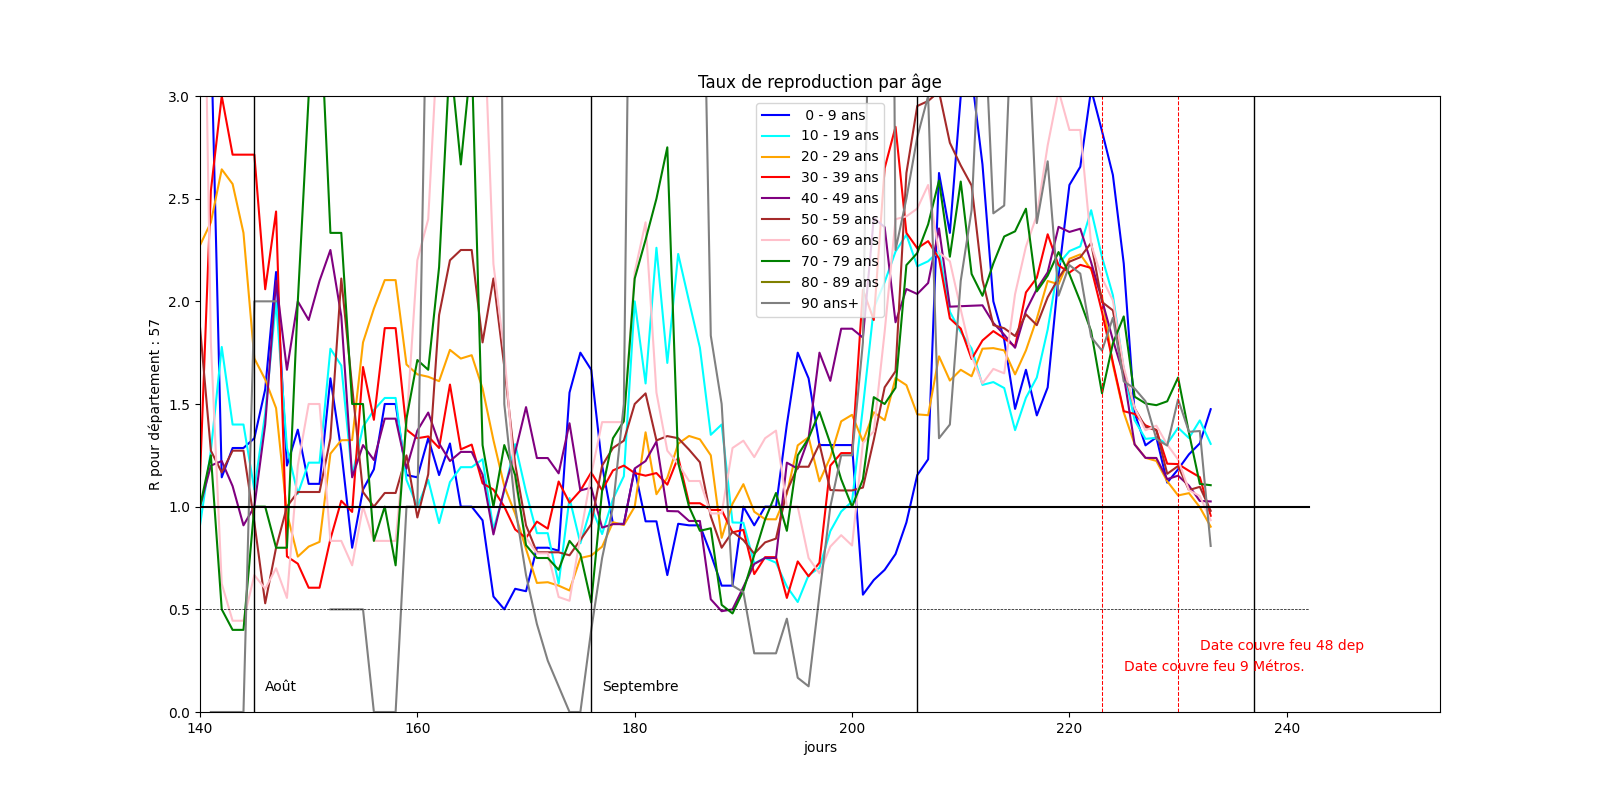 Taux de reproduction par âge
R pour département : 57
3.0
2.5
2.0
1.5
1.0
0.5
0.0
0 - 9 ans
10 - 19 ans
20 - 29 ans
30 - 39 ans
40 - 49 ans
50 - 59 ans
60 - 69 ans
70 - 79 ans
80 - 89 ans
90 ans+
Date couvre feu 48 dep
Date couvre feu 9 Métros.
Août
Septembre
140
160
180
200
220
240
jours